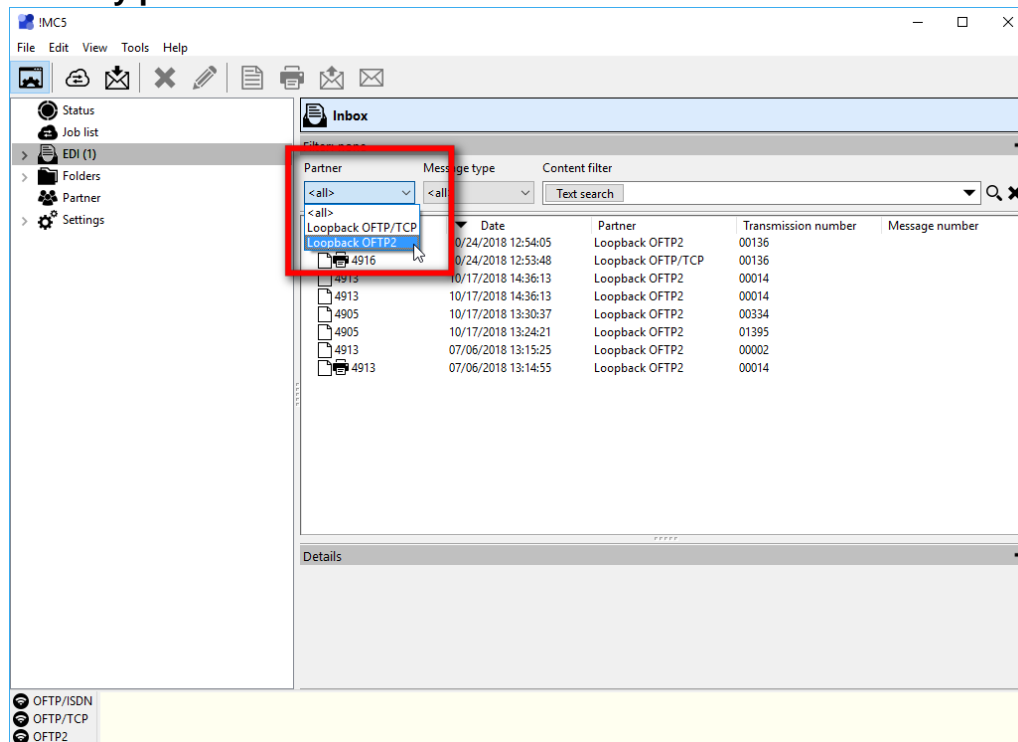 !MC5
File Edit View Tools Help
Status
Job list
EDI (1)
Folders
Partner
Settings
Inbox
Partner Message type Content filter
<all> <all> Text search
<all>
Loopback OFTP/TCP
Loopback OFTP2
Date Partner Transmission number Message number
0/24/2018 12:54:05 Loopback OFTP2 00136
4916 0/24/2018 12:53:48 Loopback OFTP/TCP 00136
4913 10/17/2018 14:36:13 Loopback OFTP2 00014
4913 10/17/2018 14:36:13 Loopback OFTP2 00014
4905 10/17/2018 13:30:37 Loopback OFTP2 00334
4905 10/17/2018 13:24:21 Loopback OFTP2 01395
4913 07/06/2018 13:15:25 Loopback OFTP2 00002
4913 07/06/2018 13:14:55 Loopback OFTP2 00014
Details
OFTP/ISDN
OFTP/TCP
OFTP2